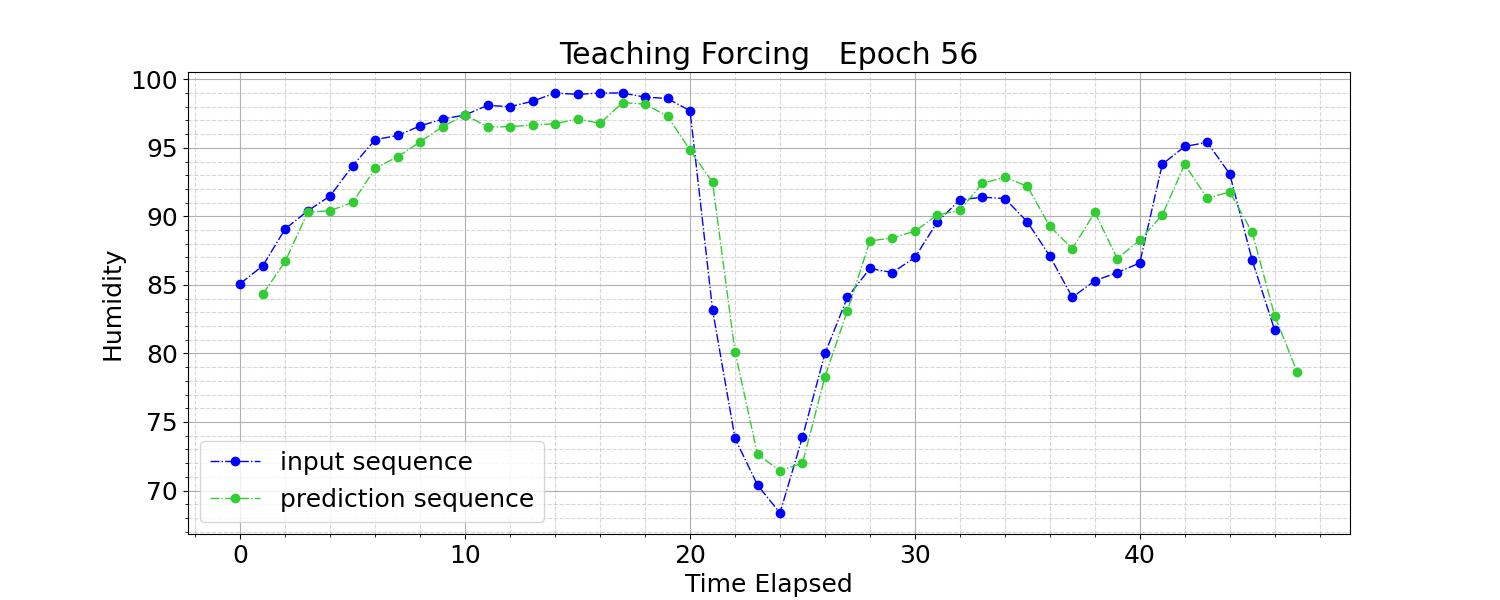 Teaching Forcing   Epoch 56
100
95
90
85
80
75
70
Humidity
input sequence
prediction sequence
0 10 20 30 40
Time Elapsed